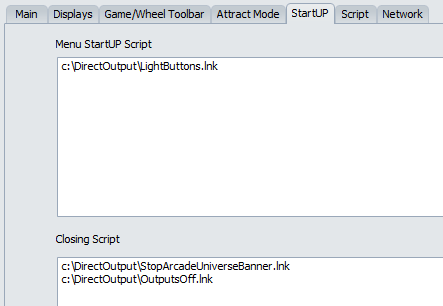 Main Displays Game/Wheel Toolbar Attract Mode StartUP Script Network
Menu StartUP Script
c:\DirectOutput\LightButtons.lnk
Closing Script
c:\DirectOutput\StopArcadeUniverseBanner.lnk
c:\DirectOutput\OutputsOff.lnk